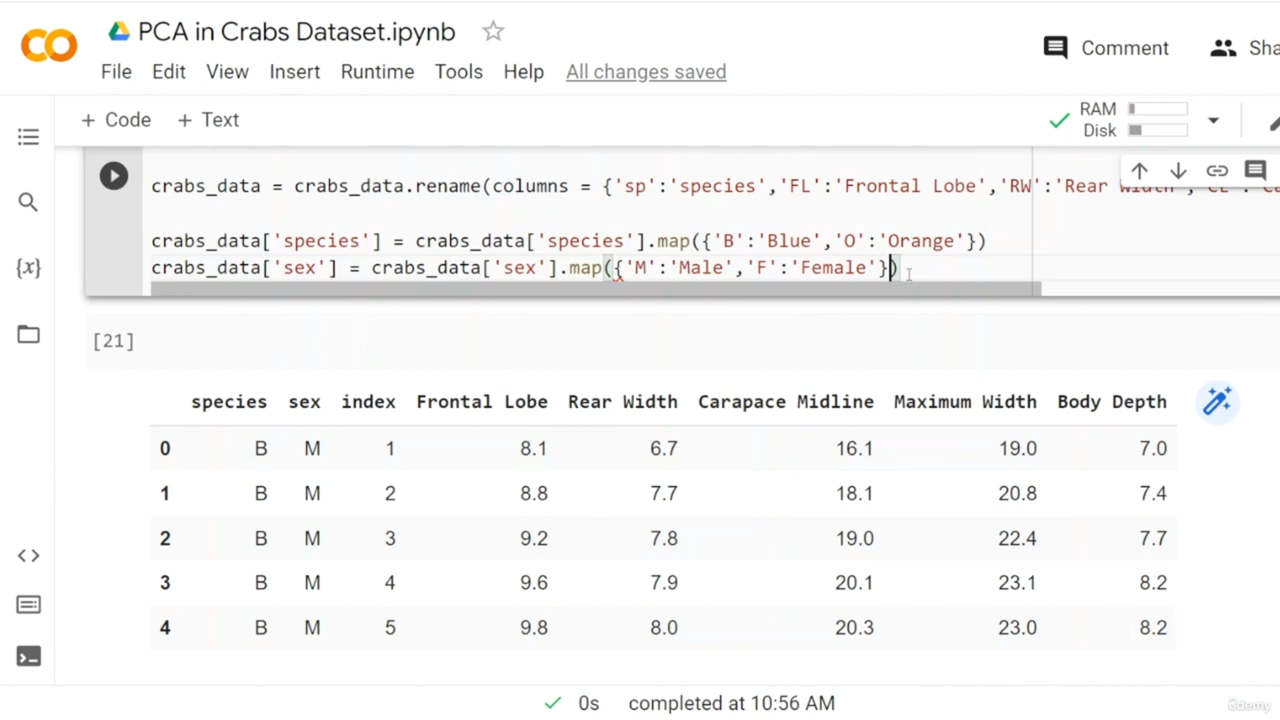 PCA in Crabs Dataset.ipynb
Comment
Sha
File Edit View Insert Runtime Tools Help All changes saved
+ Code + Text
RAM
Disk
crabs_data = crabs_data.rename(columns = {'sp':'species','FL':'Frontal Lobe','RW':'Rear Width','CL':'Ca
crabs_data['species'] = crabs_data['species'].map({'B':'Blue','O':'Orange'})
crabs_data['sex'] = crabs_data['sex'].map({'M':'Male','F':'Female'})
[21]
species sex index Frontal Lobe Rear Width Carapace Midline Maximum Width Body Depth
0 B M 1 8.1 6.7 16.1 19.0 7.0
1 B M 2 8.8 7.7 18.1 20.8 7.4
2 B M 3 9.2 7.8 19.0 22.4 7.7
3 B M 4 9.6 7.9 20.1 23.1 8.2
4 B M 5 9.8 8.0 20.3 23.0 8.2
0s completed at 10:56 AM
ûdemy